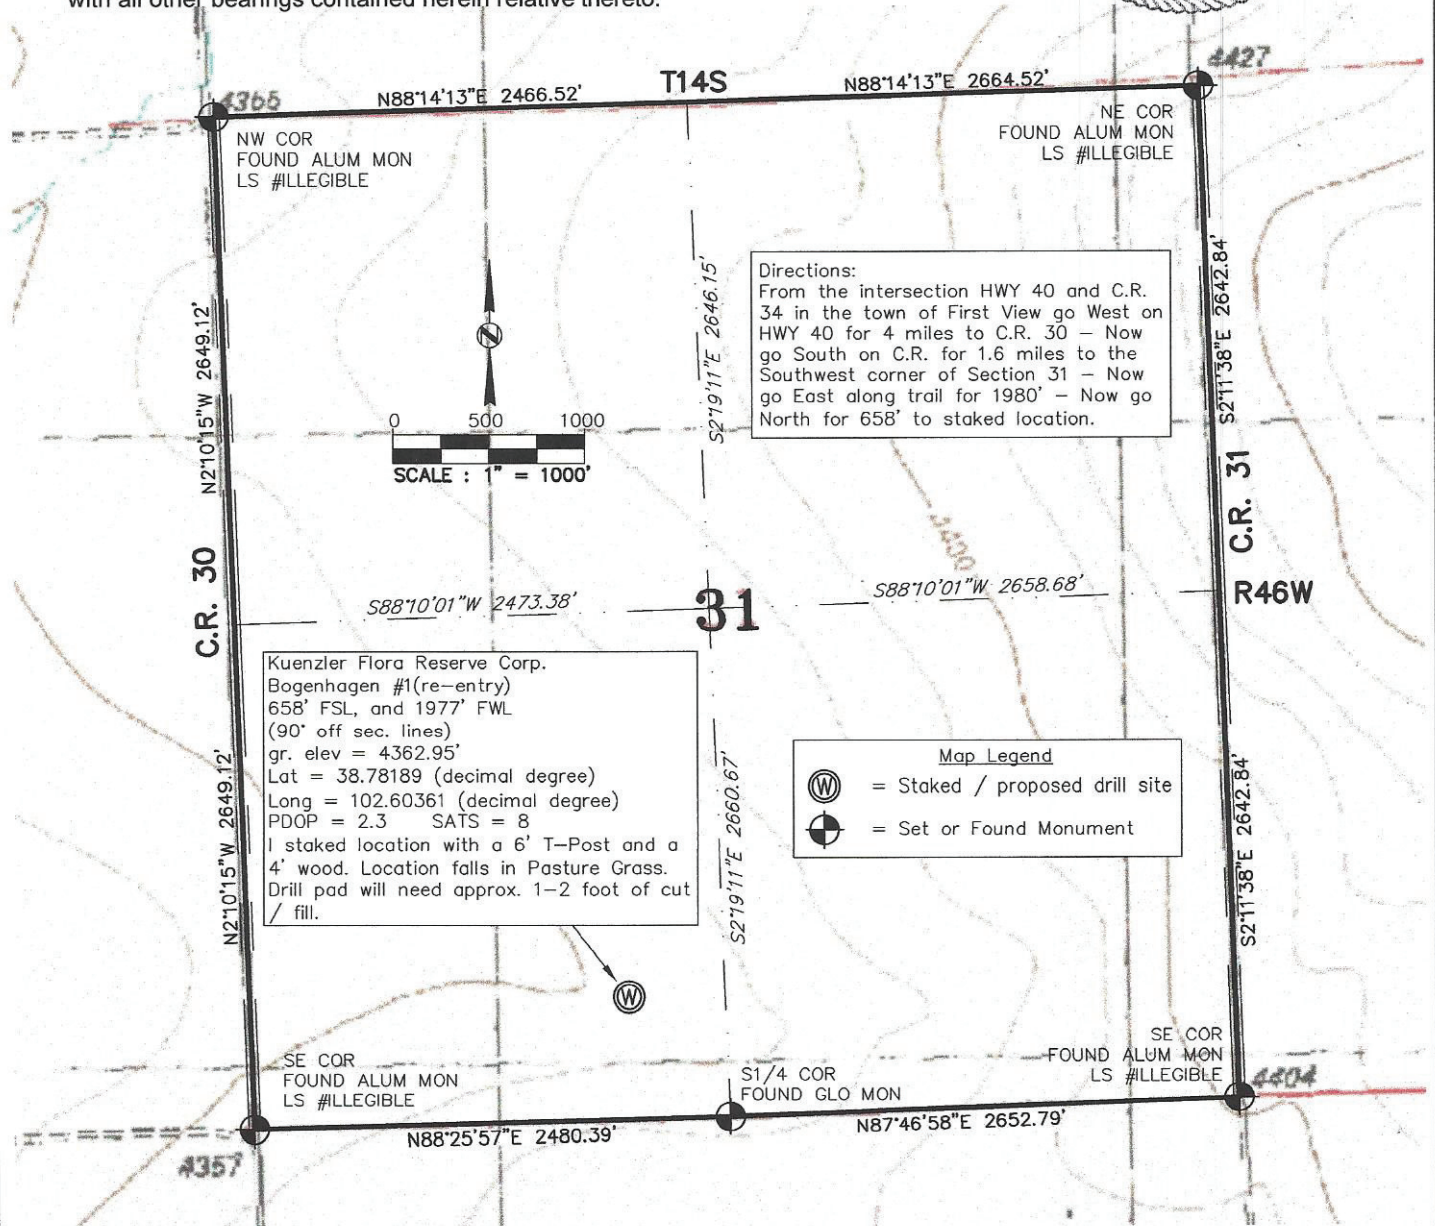 with all other bearings contained herein relative thereto.
4365
N88°14'13"E 2466.52'
T14S
N88°14'13"E 2664.52'
4427
NW COR
FOUND ALUM MON
LS #ILLEGIBLE
NE COR
FOUND ALUM MON
LS #ILLEGIBLE
N2°10'15"W 2649.12'
S2°19'11"E 2646.15'
S2°11'38"E 2642.84'
Directions:
From the intersection HWY 40 and C.R.
34 in the town of First View go West on
HWY 40 for 4 miles to C.R. 30 – Now
go South on C.R. for 1.6 miles to the
Southwest corner of Section 31 – Now
go East along trail for 1980' – Now go
North for 658' to staked location.
N
0 500 1000
SCALE : 1" = 1000'
4400
C.R. 30
C.R. 31
S88°10'01"W 2473.38'
31
S88°10'01"W 2658.68'
R46W
Kuenzler Flora Reserve Corp.
Bogenhagen #1(re-entry)
658' FSL, and 1977' FWL
(90° off sec. lines)
gr. elev = 4362.95'
Lat = 38.78189 (decimal degree)
Long = 102.60361 (decimal degree)
PDOP = 2.3 SATS = 8
I staked location with a 6' T-Post and a
4' wood. Location falls in Pasture Grass.
Drill pad will need approx. 1-2 foot of cut
/ fill.
N2°10'15"W 2649.12'
S2°19'11"E 2660.67'
S2°11'38"E 2642.84'
Map Legend
W = Staked / proposed drill site
= Set or Found Monument
W
SE COR
FOUND ALUM MON
LS #ILLEGIBLE
S1/4 COR
FOUND GLO MON
SE COR
FOUND ALUM MON
LS #ILLEGIBLE
4404
N88°25'57"E 2480.39'
N87°46'58"E 2652.79'
4357